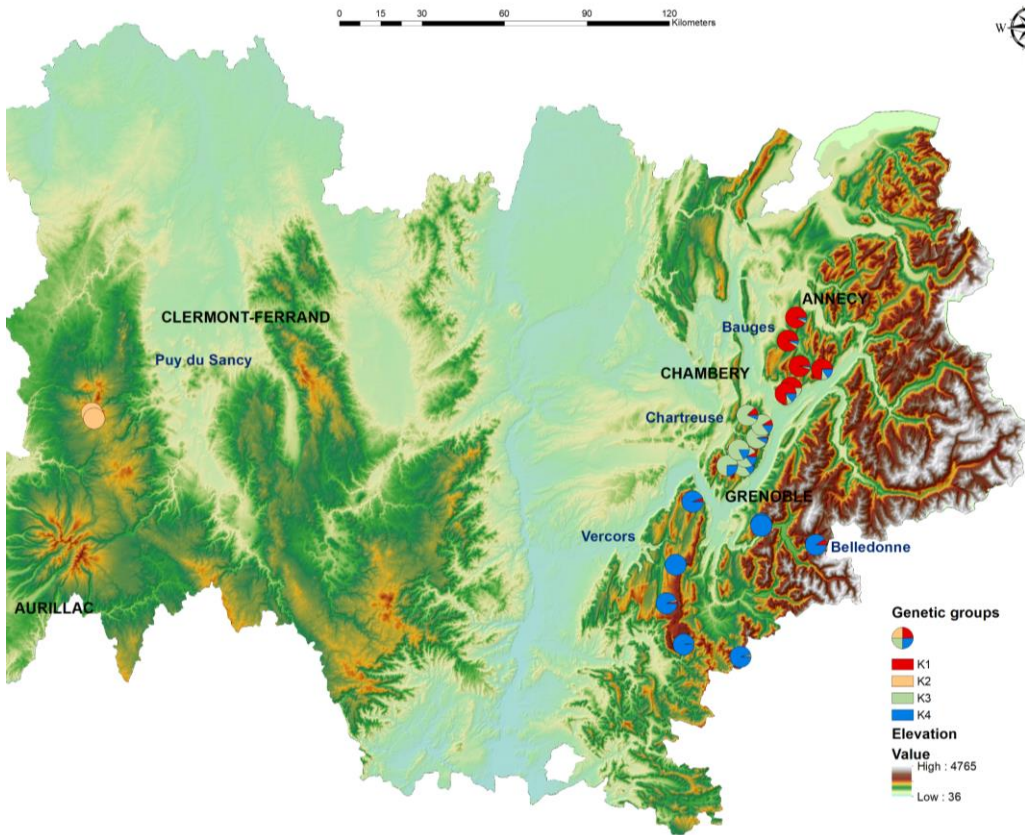 0 15 30 60 90 120
Kilometers
W
ANNECY
Bauges
CLERMONT-FERRAND
Puy du Sancy
CHAMBERY
Chartreuse
GRENOBLE
Vercors
Belledonne
AURILLAC
Genetic groups
K1
K2
K3
K4
Elevation
Value
High : 4765
Low : 36